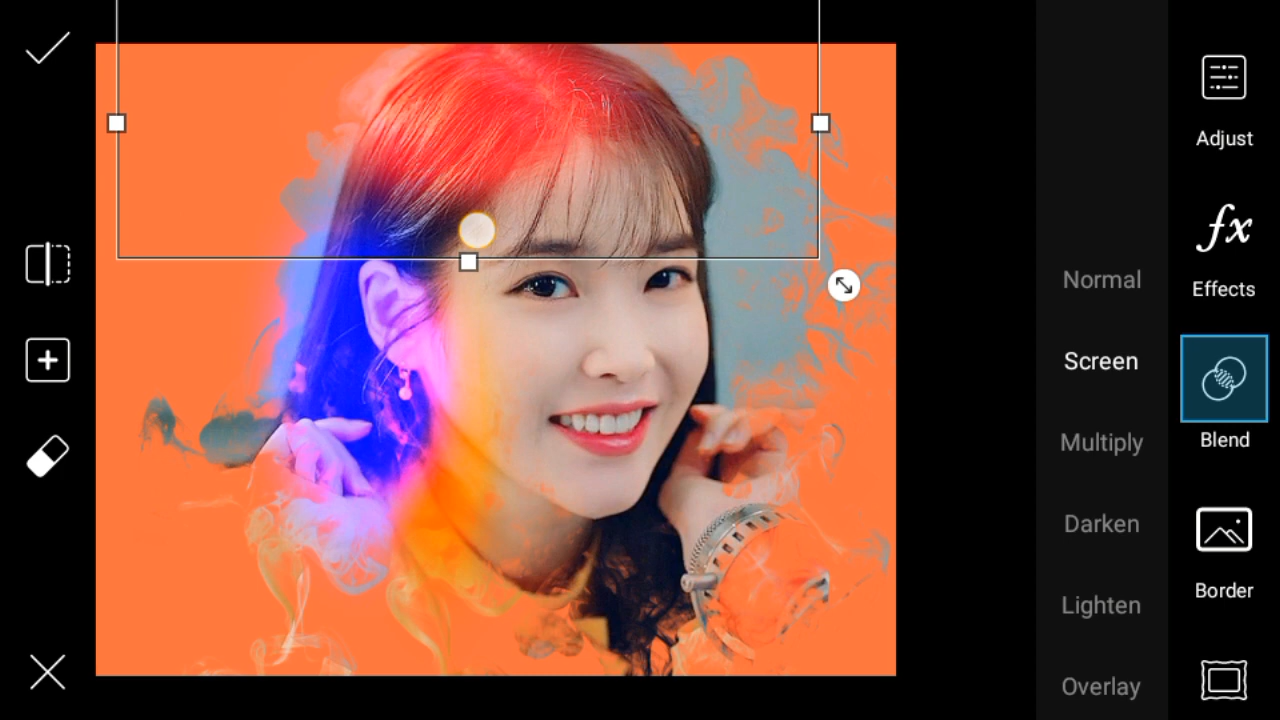 Adjust
Effects
Normal
Screen
Multiply
Blend
Darken
Border
Lighten
Overlay